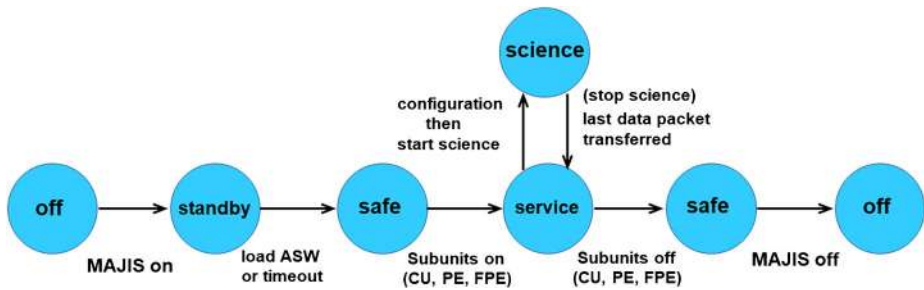 science
configuration
then
start science
(stop science)
last data packet
transferred
off
standby
safe
service
safe
off
MAJIS on
load ASW
or timeout
Subunits on
(CU, PE, FPE)
Subunits off
(CU, PE, FPE)
MAJIS off